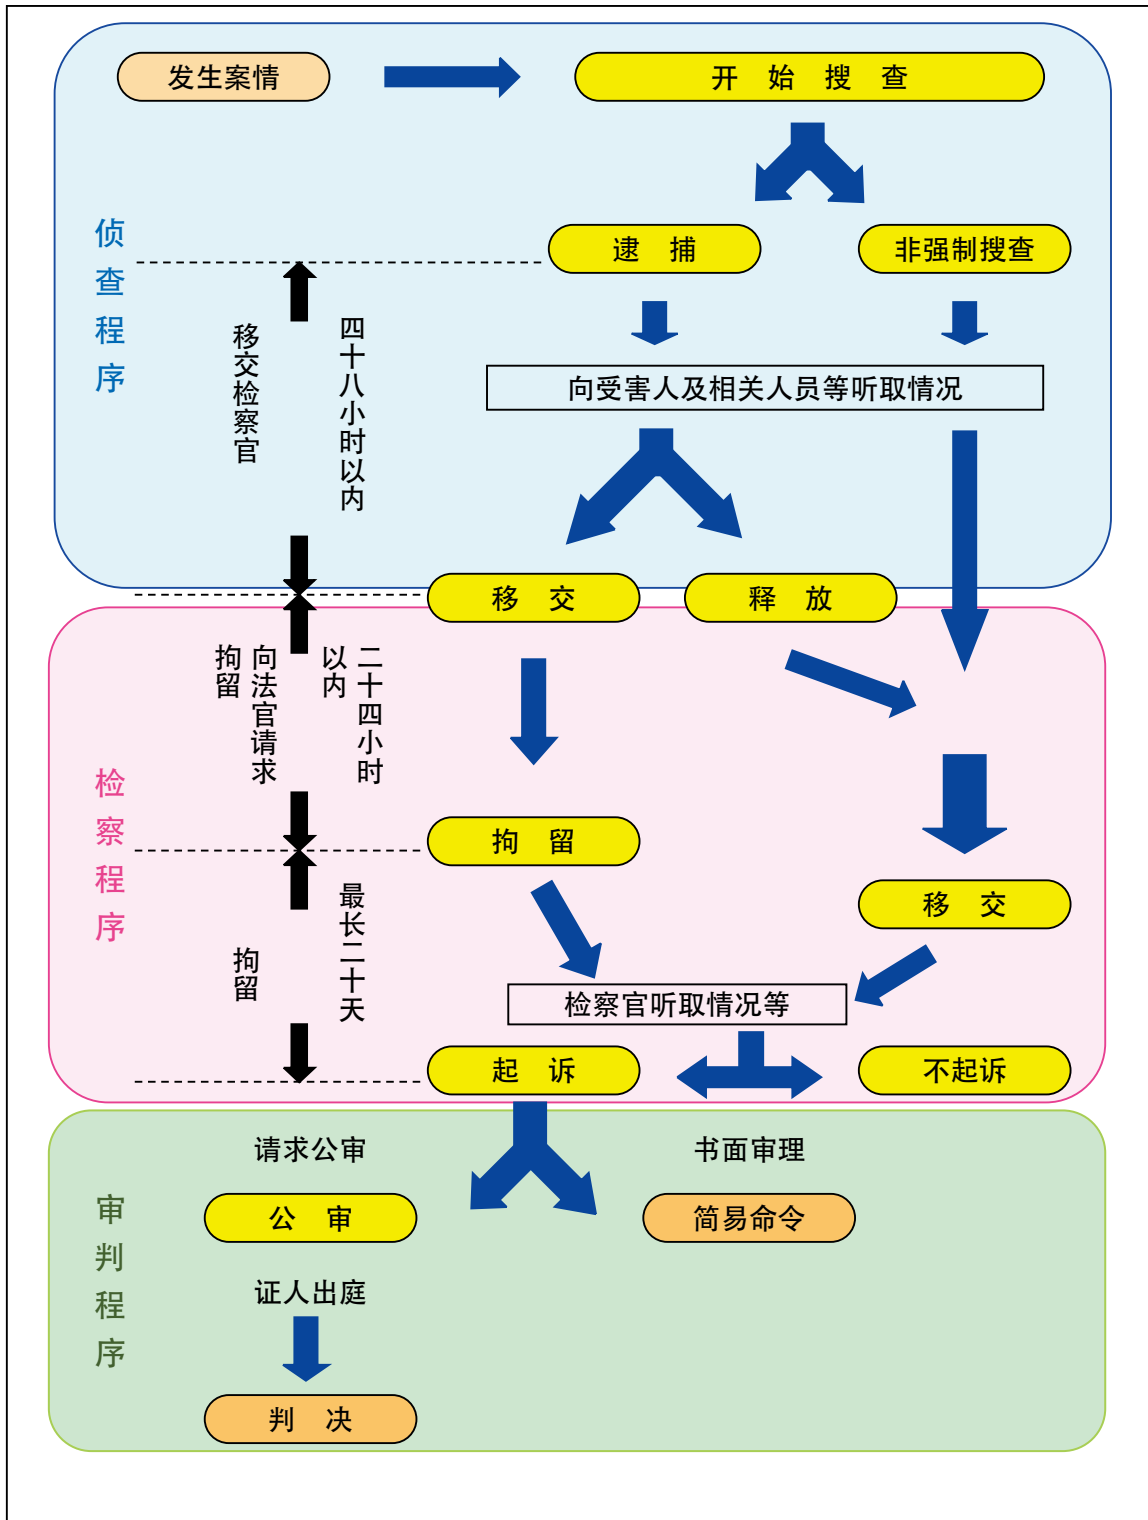 发生案情
开始搜查
侦查程序
逮捕
非强制搜查
移交检察官
四十八小时以内
向受害人及相关人员等听取情况
移交
释放
检察程序
二十四小时
以内
向法官请求
拘留
拘留
移交
最长二十天
拘留
检察官听取情况等
起诉
不起诉
审判程序
请求公审
书面审理
公审
简易命令
证人出庭
判决